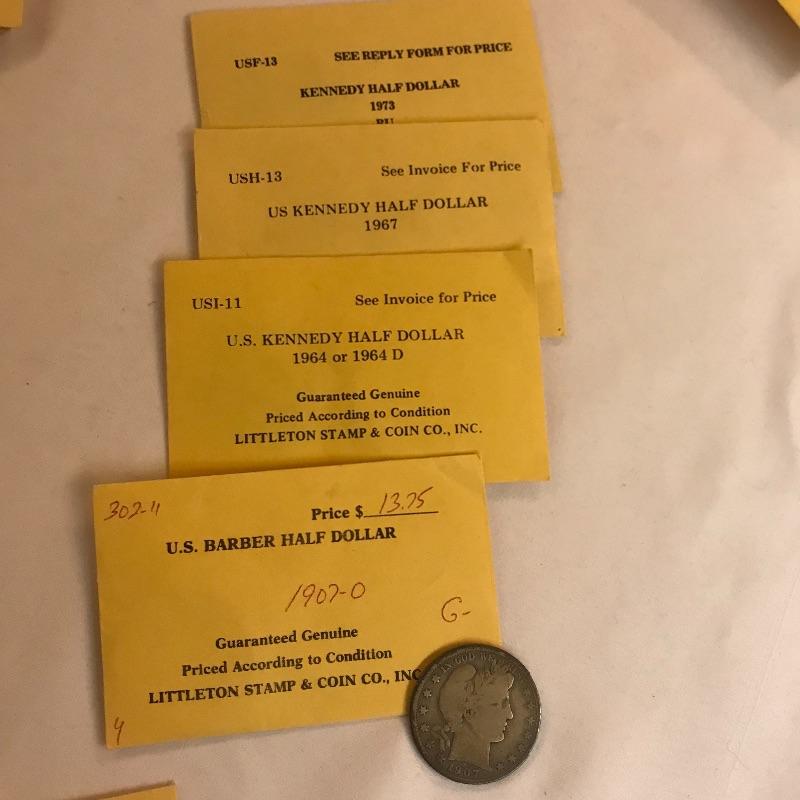 USF-13 SEE REPLY FORM FOR PRICE
KENNEDY HALF DOLLAR
1973
BU
USH-13 See Invoice For Price
US KENNEDY HALF DOLLAR
1967
USI-11 See Invoice for Price
U.S. KENNEDY HALF DOLLAR
1964 or 1964 D
Guaranteed Genuine
Priced According to Condition
LITTLETON STAMP & COIN CO., INC.
302-11 Price $ 13.75
U.S. BARBER HALF DOLLAR
1907-O
G-
Guaranteed Genuine
Priced According to Condition
LITTLETON STAMP & COIN CO., INC
4
IN GOD WE
1907